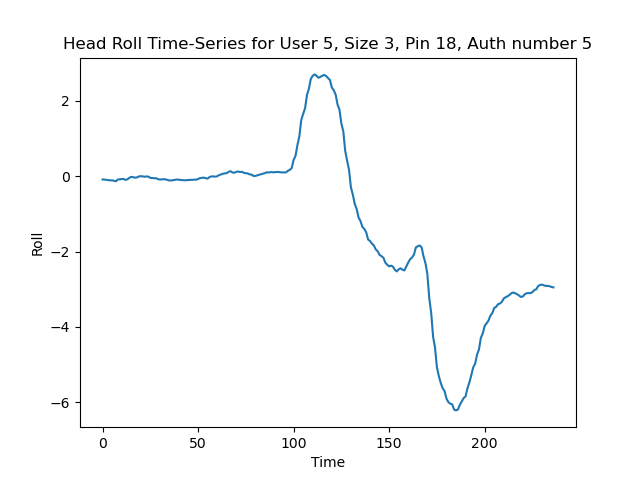 Head Roll Time-Series for User 5, Size 3, Pin 18, Auth number 5
2
0
−2
−4
−6
Roll
0 50 100 150 200
Time